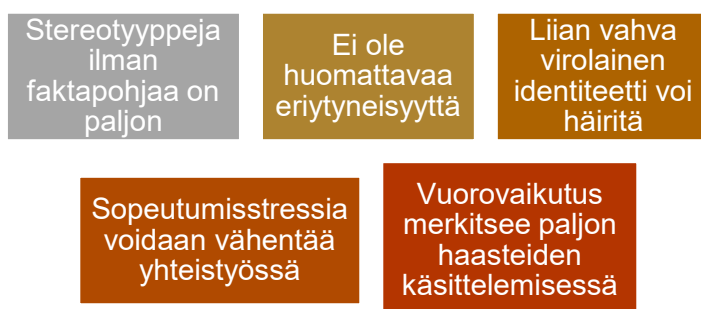 Stereotyyppeja
ilman
faktapohjaa on
paljon
Ei ole
huomattavaa
eriytyneisyyttä
Liian vahva
virolainen
identiteetti voi
häiritä
Sopeutumisstressia
voidaan vähentää
yhteistyössä
Vuorovaikutus
merkitsee paljon
haasteiden
käsittelemisessä